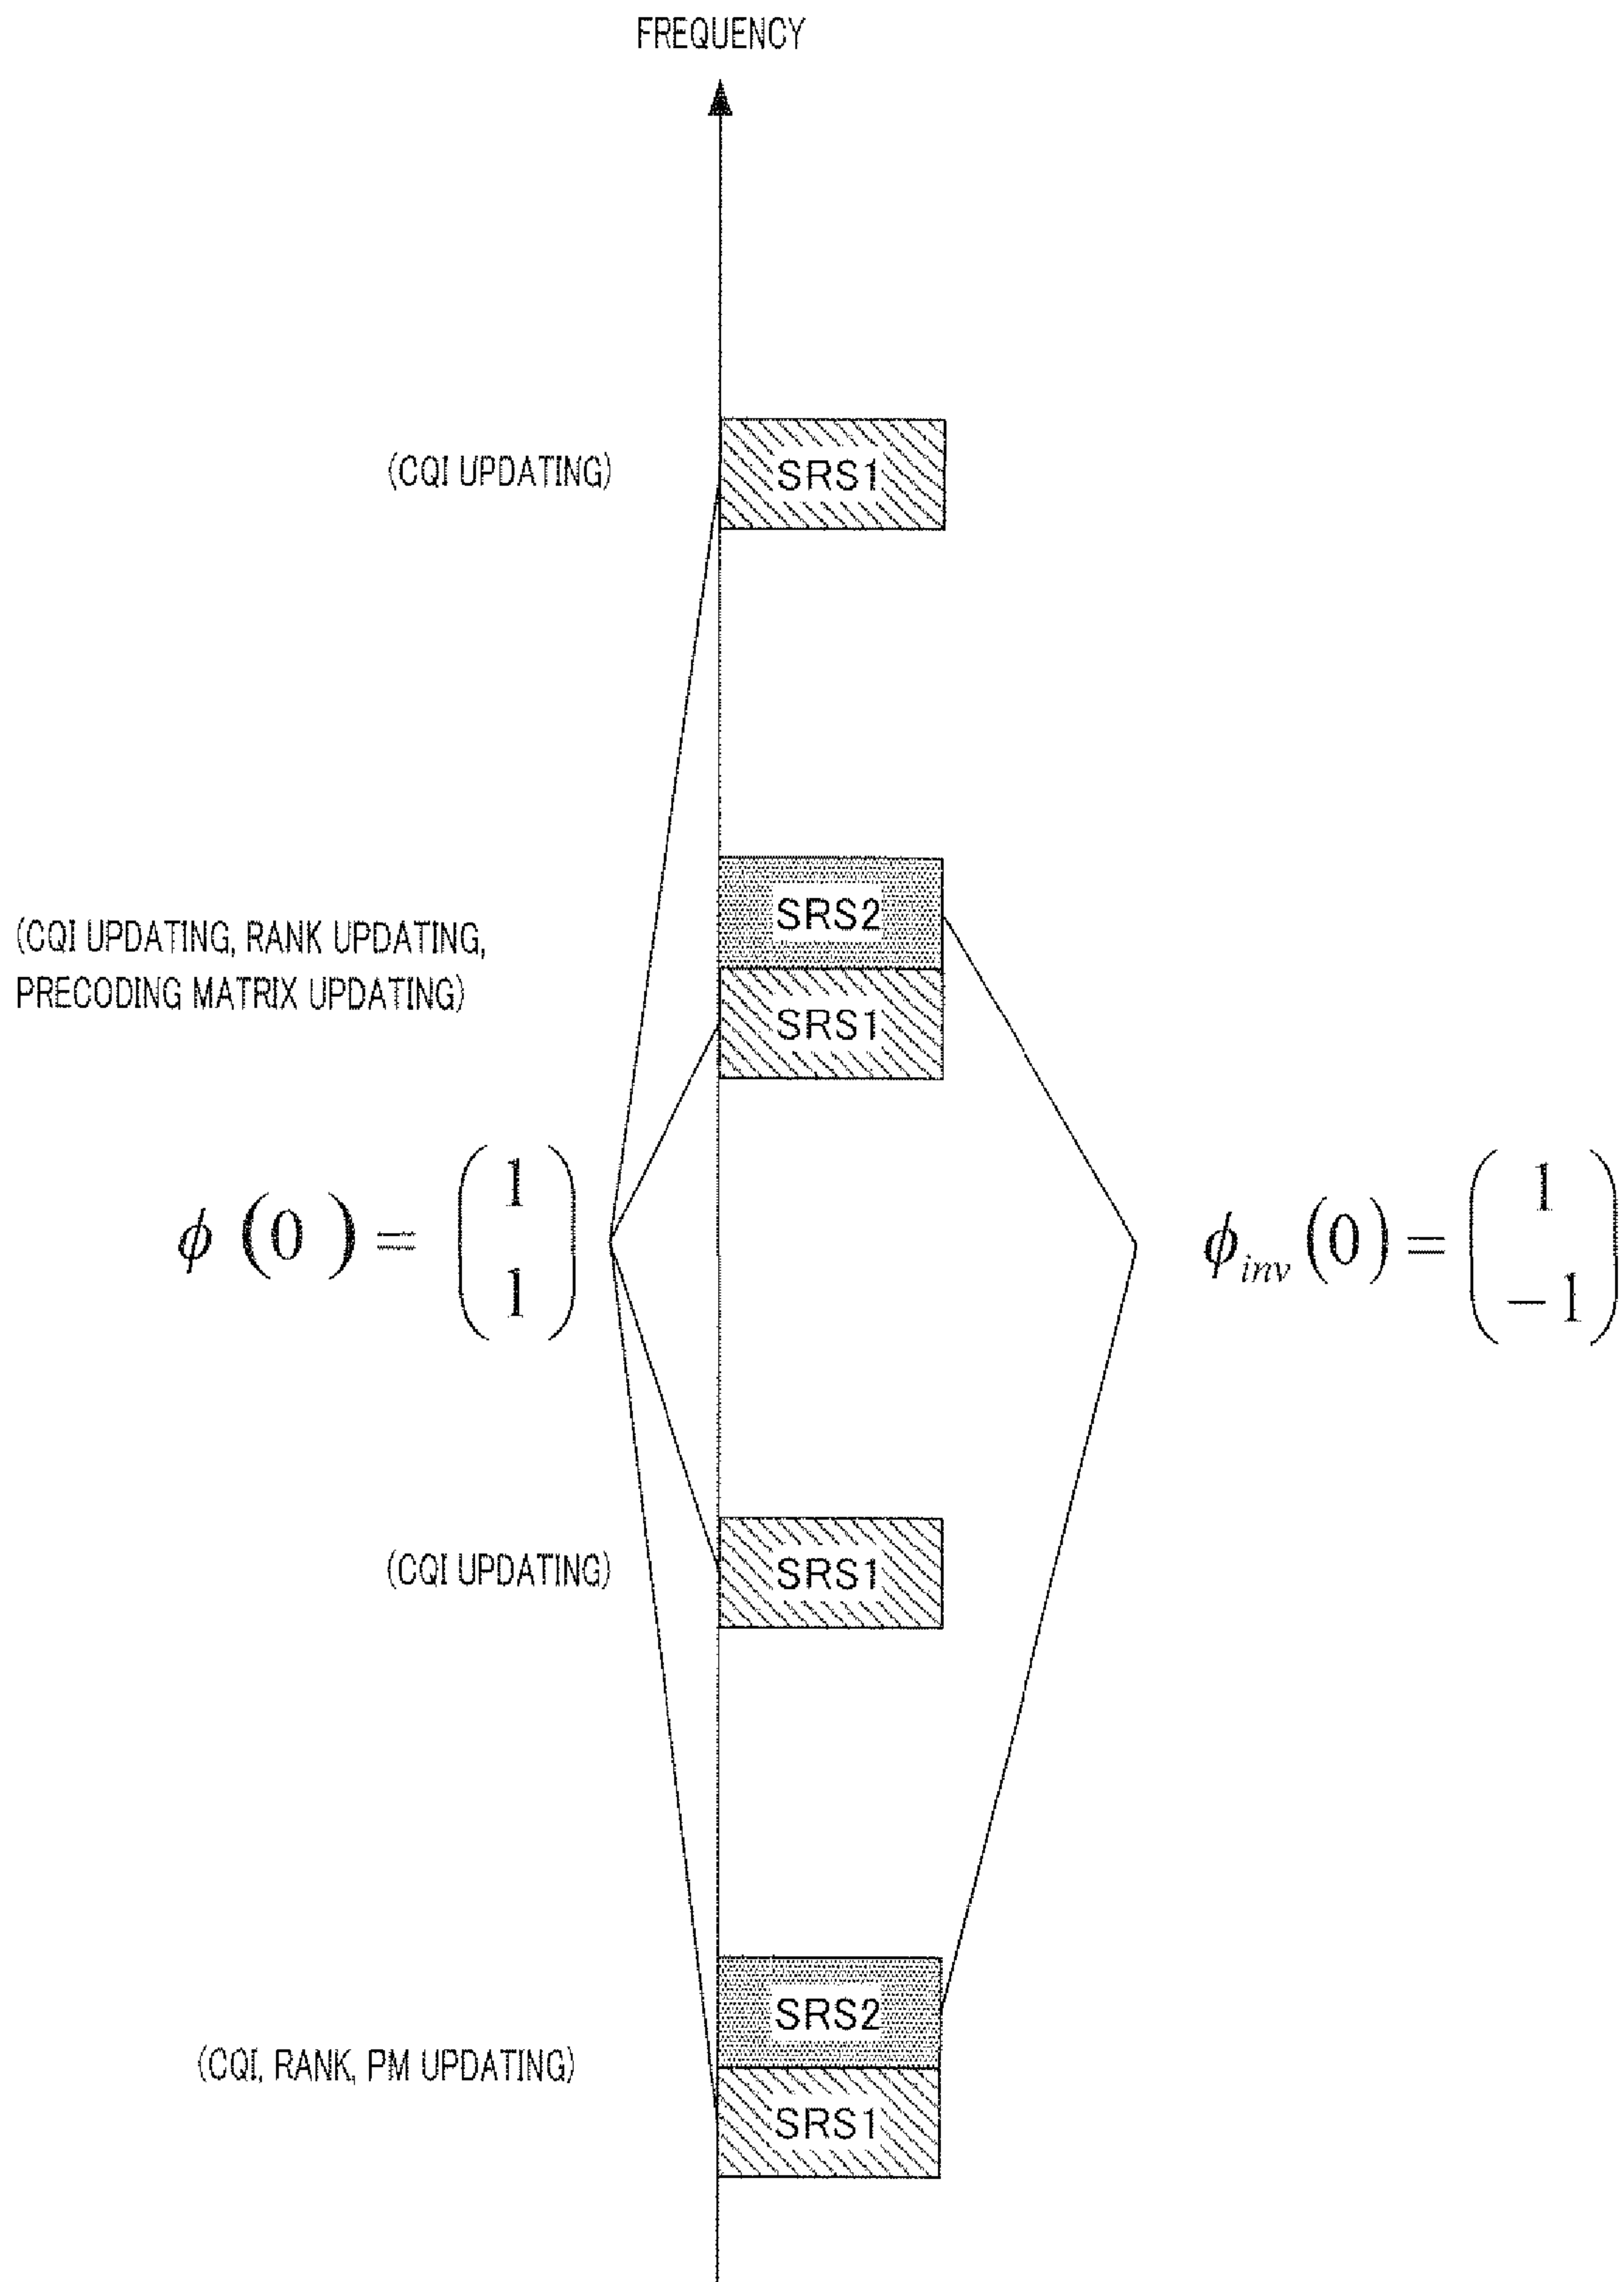 FREQUENCY
(CQI UPDATING)
SRS1
SRS2
(CQI UPDATING, RANK UPDATING,
PRECODING MATRIX UPDATING)
SRS1
ϕ (0) = (1 1)
ϕinv (0) = (1 −1)
(CQI UPDATING)
SRS1
SRS2
(CQI, RANK, PM UPDATING)
SRS1